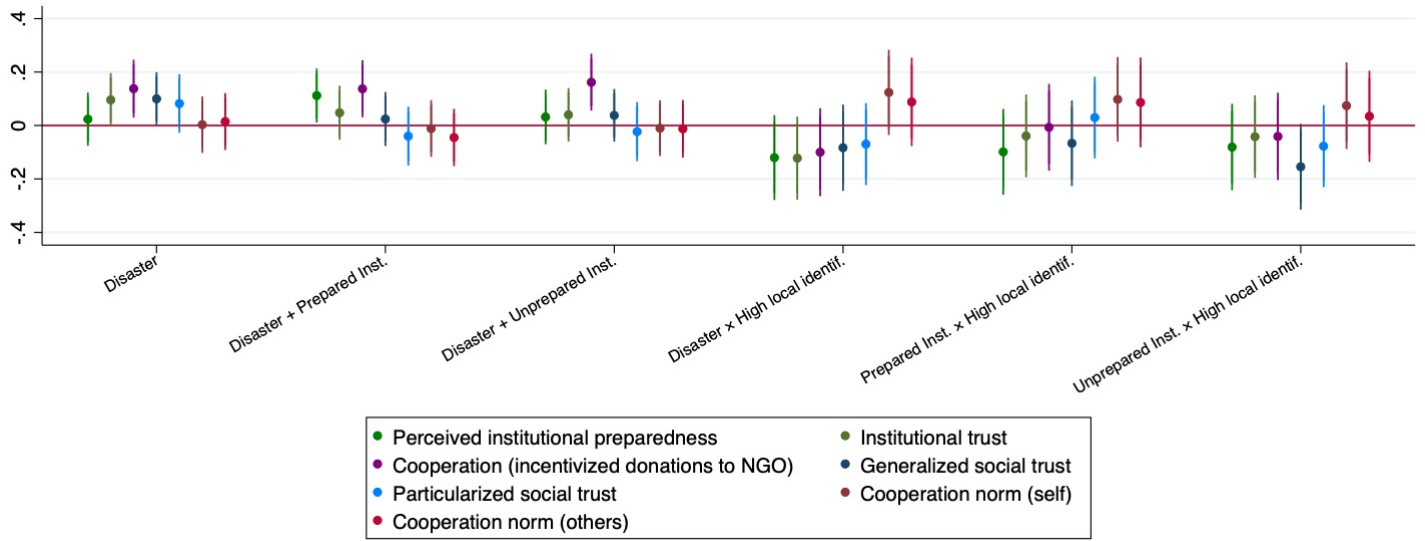 .4
.2
0
-.2
-.4
Disaster
Disaster + Prepared Inst.
Disaster + Unprepared Inst.
Disaster x High local identif.
Prepared Inst. x High local identif.
Unprepared Inst. x High local identif.
Perceived institutional preparedness
Institutional trust
Cooperation (incentivized donations to NGO)
Generalized social trust
Particularized social trust
Cooperation norm (self)
Cooperation norm (others)